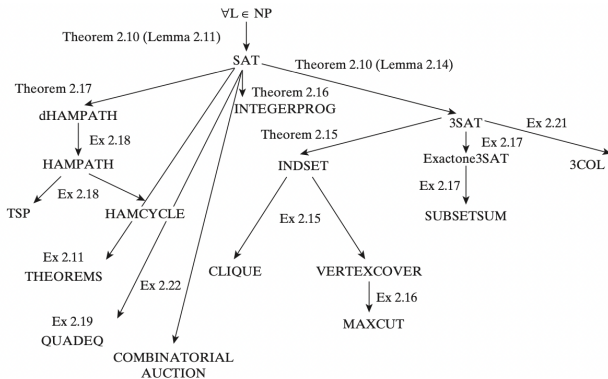 ∀L ∈ NP
Theorem 2.10 (Lemma 2.11)
SAT
Theorem 2.10 (Lemma 2.14)
Theorem 2.17
Theorem 2.16
dHAMPATH
INTEGERPROG
3SAT
Ex 2.21
Ex 2.18
Theorem 2.15
Ex 2.17
HAMPATH
INDSET
Exactone3SAT
3COL
Ex 2.18
Ex 2.17
TSP
HAMCYCLE
Ex 2.15
SUBSETSUM
Ex 2.11
THEOREMS
Ex 2.22
CLIQUE
VERTEXCOVER
Ex 2.16
Ex 2.19
QUADEQ
MAXCUT
COMBINATORIAL
AUCTION